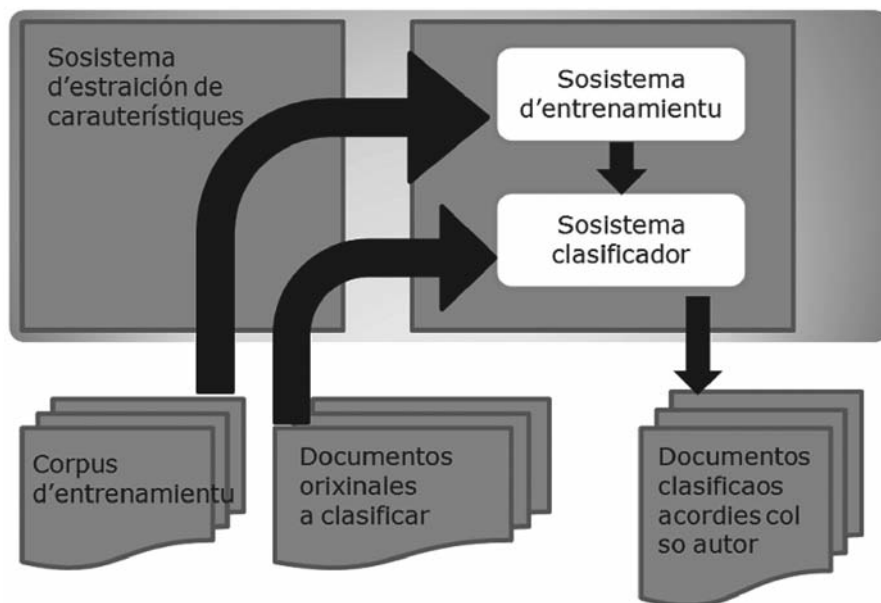 Sosistema
d'estraición de
carauterístiques
Sosistema
d'entrenamientu
Sosistema
clasificador
Corpus
d'entrenamientu
Documentos
orixinales
a clasificar
Documentos
clasificaos
acordies col
so autor